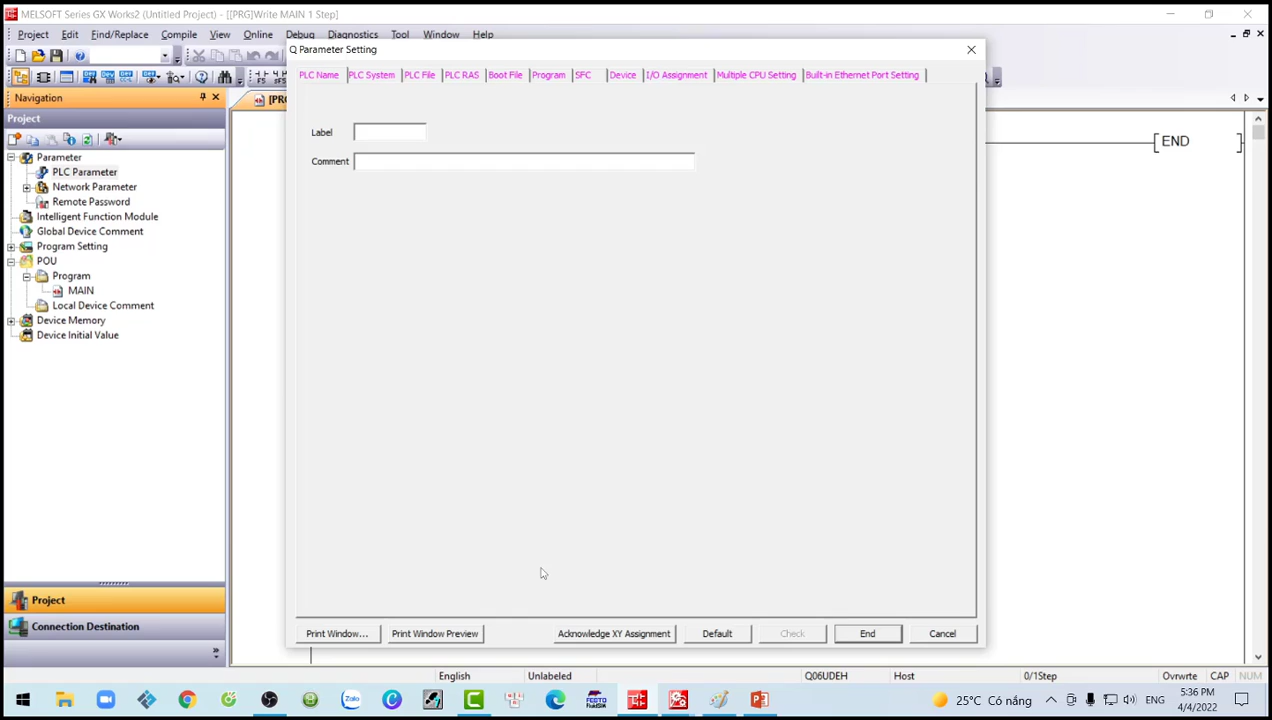 MELSOFT Series GX Works2 (Untitled Project) - [[PRG]Write MAIN 1 Step]
Project Edit Find/Replace Compile View Online Debug Diagnostics Tool Window Help
Q Parameter Setting
PLC Name PLC System PLC File PLC RAS Boot File Program SFC Device I/O Assignment Multiple CPU Setting Built-in Ethernet Port Setting
Navigation
[PR
Project
Label
Comment
END
Parameter
PLC Parameter
Network Parameter
Remote Password
Intelligent Function Module
Global Device Comment
Program Setting
POU
Program
MAIN
Local Device Comment
Device Memory
Device Initial Value
Project
Connection Destination
Print Window... Print Window Preview Acknowledge XY Assignment Default Check End Cancel
English Unlabeled Q06UDEH Host 0/1Step Ovrwrte CAP NUM
25°C Có nắng ENG 5:36 PM
4/4/2022